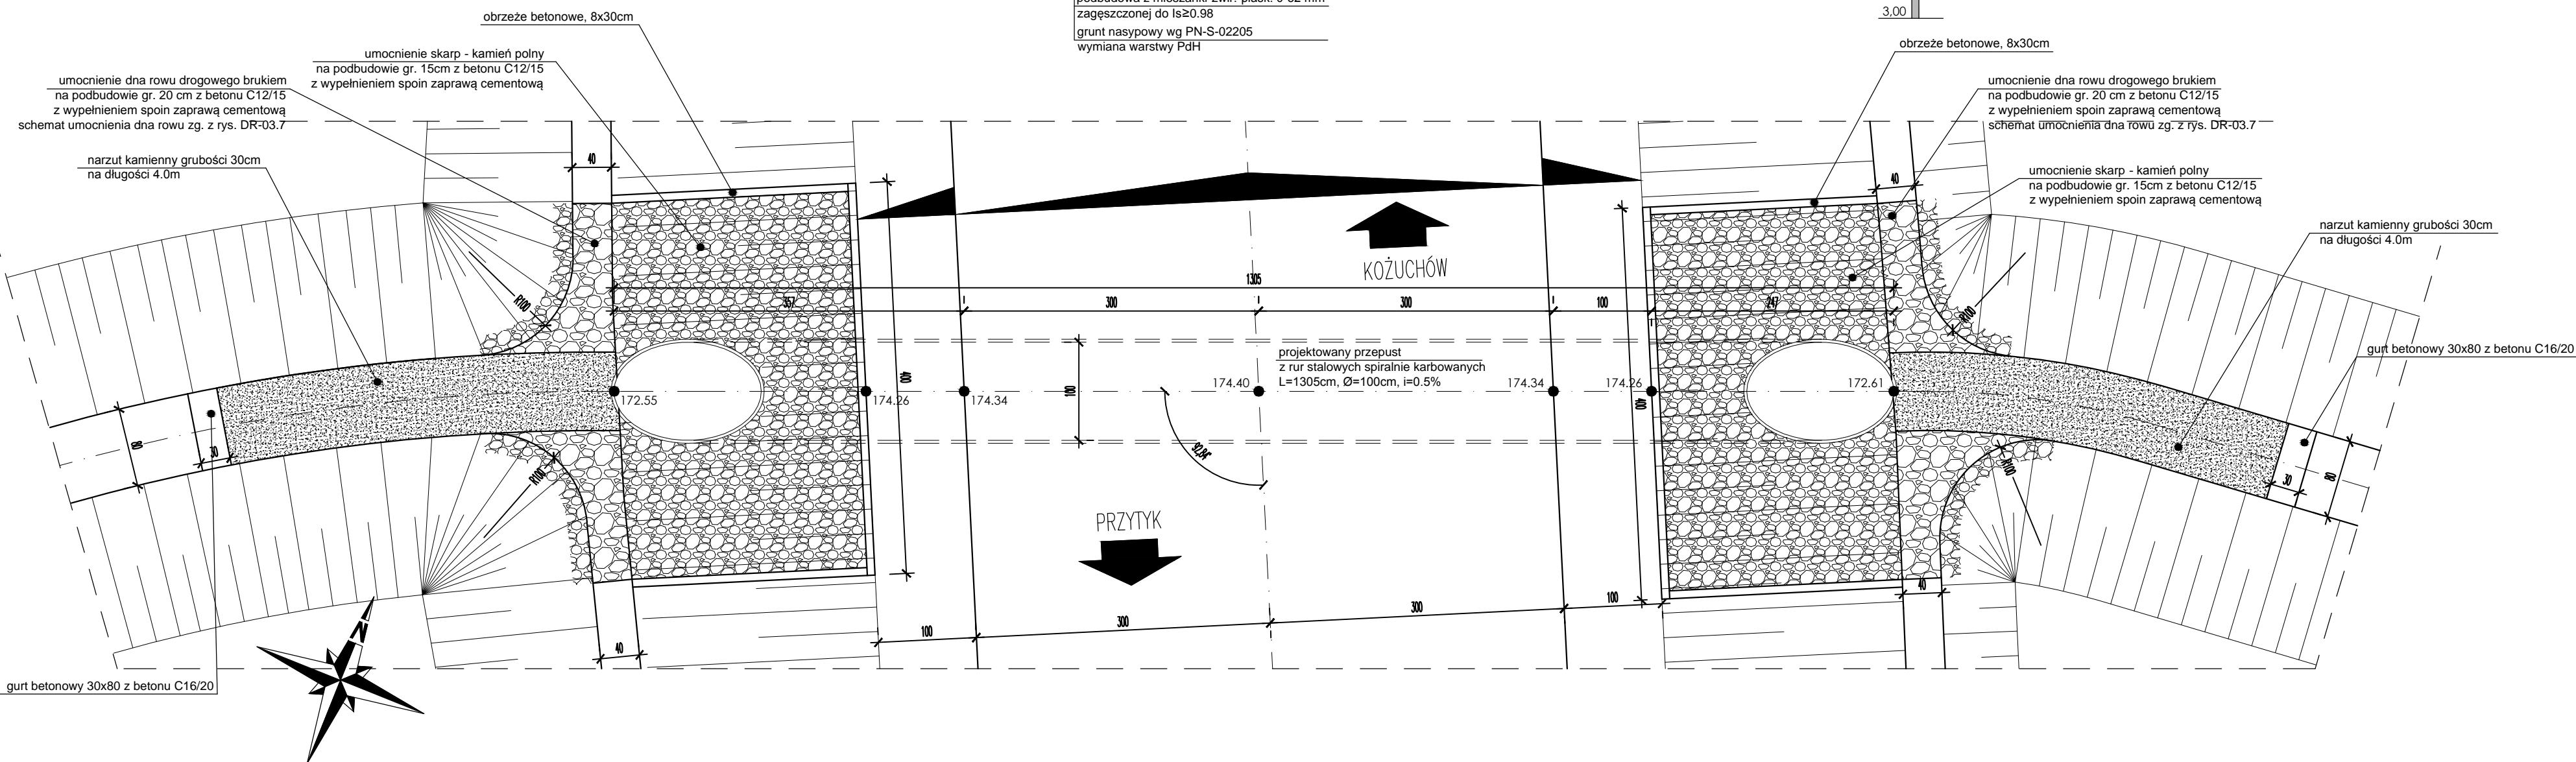 zagęszczonej do Is≥0.98
grunt nasypowy wg PN-S-02205
wymiana warstwy PdH
3,00
obrzeże betonowe, 8x30cm
umocnienie skarp - kamień polny
na podbudowie gr. 15cm z betonu C12/15
z wypełnieniem spoin zaprawą cementową
umocnienie dna rowu drogowego brukiem
na podbudowie gr. 20 cm z betonu C12/15
z wypełnieniem spoin zaprawą cementową
schemat umocnienia dna rowu zg. z rys. DR-03.7
narzut kamienny grubości 30cm
na długości 4.0m
obrzeże betonowe, 8x30cm
umocnienie dna rowu drogowego brukiem
na podbudowie gr. 20 cm z betonu C12/15
z wypełnieniem spoin zaprawą cementową
schemat umocnienia dna rowu zg. z rys. DR-03.7
umocnienie skarp - kamień polny
na podbudowie gr. 15cm z betonu C12/15
z wypełnieniem spoin zaprawą cementową
narzut kamienny grubości 30cm
na długości 4.0m
gurt betonowy 30x80 z betonu C16/20
40
40
KOŻUCHÓW
1305
357
300
300
100
247
R100
R100
400
100
projektowany przepust
z rur stalowych spiralnie karbowanych
L=1305cm, Ø=100cm, i=0.5%
172.55
174.26
174.34
174.40
174.34
174.26
172.61
400
92,84°
80
30
R100
R100
30
80
PRZYTYK
100
300
300
100
40
40
N
gurt betonowy 30x80 z betonu C16/20